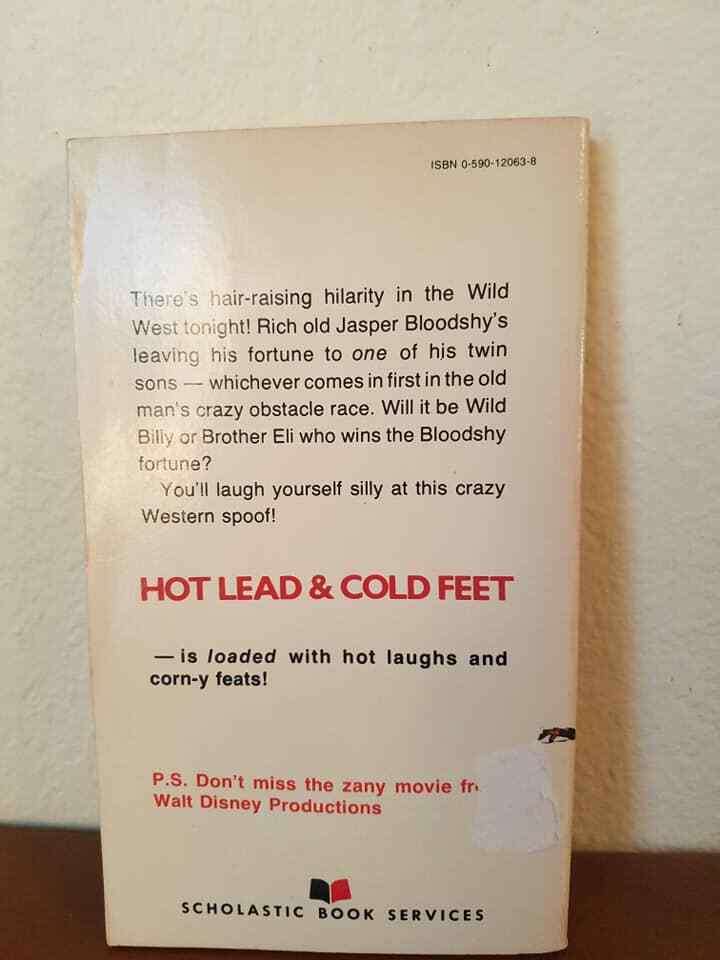 ISBN 0-590-12063-8
There's hair-raising hilarity in the Wild
West tonight! Rich old Jasper Bloodshy's
leaving his fortune to one of his twin
sons — whichever comes in first in the old
man's crazy obstacle race. Will it be Wild
Billy or Brother Eli who wins the Bloodshy
fortune?
You'll laugh yourself silly at this crazy
Western spoof!
HOT LEAD & COLD FEET
— is loaded with hot laughs and
corn-y feats!
P.S. Don't miss the zany movie
Walt Disney Productions
SCHOLASTIC BOOK SERVICES